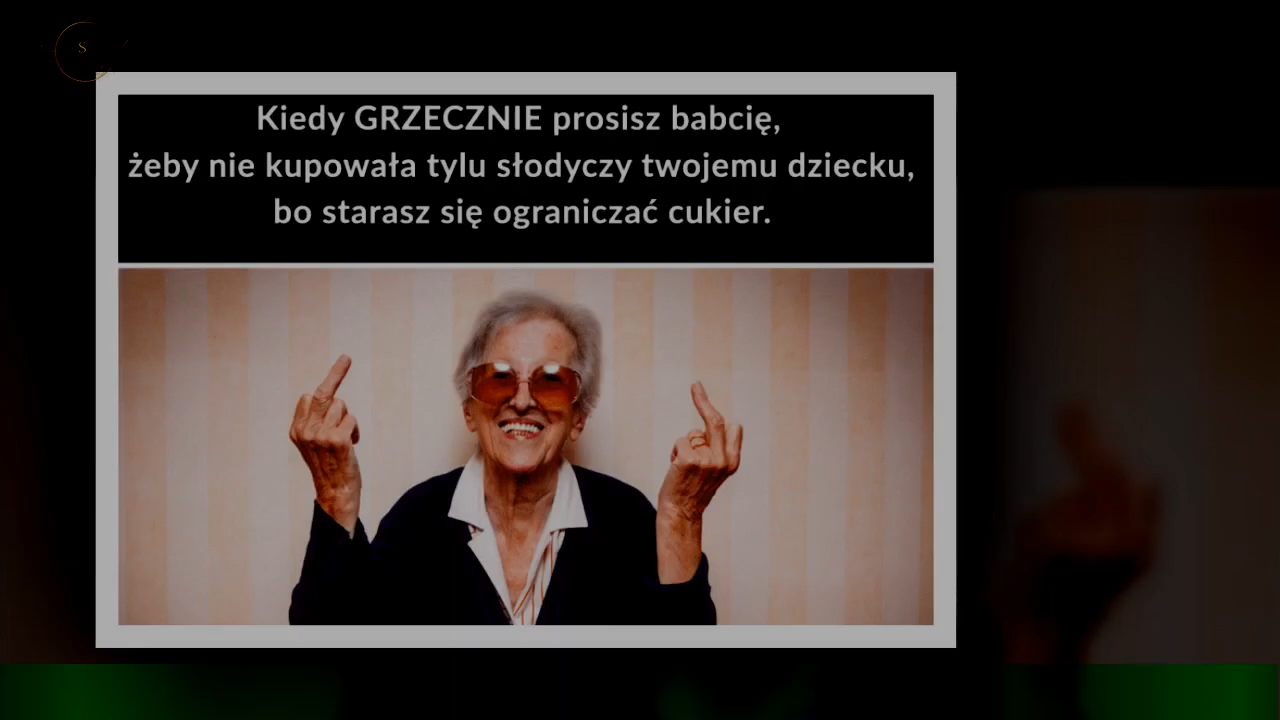 S
Kiedy GRZECZNIE prosisz babcię,
żeby nie kupowała tylu słodyczy twojemu dziecku,
bo starasz się ograniczać cukier.